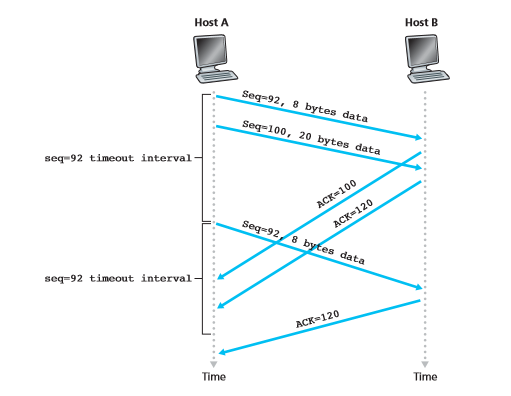 Host A
Host B
Seq=92, 8 bytes data
Seq=100, 20 bytes data
seq=92 timeout interval
ACK=100
ACK=120
Seq=92, 8 bytes data
seq=92 timeout interval
ACK=120
Time
Time